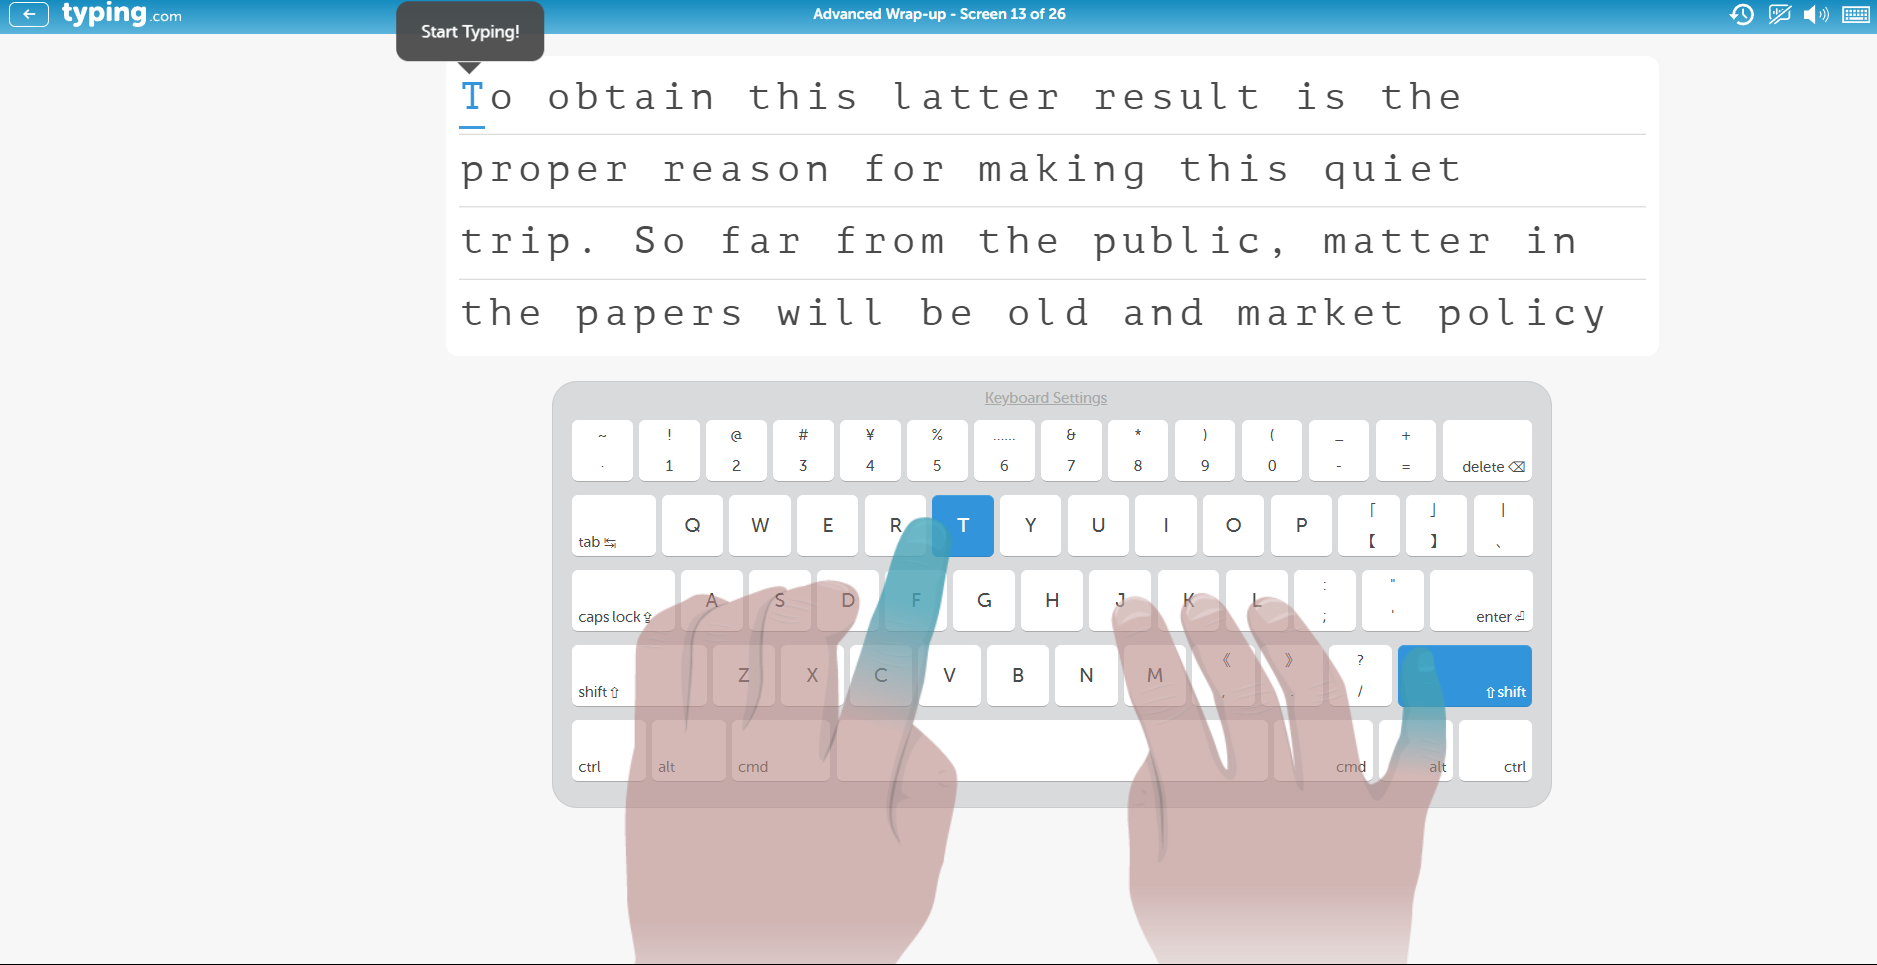 typing.com
Advanced Wrap-up - Screen 13 of 26
Start Typing!
To obtain this latter result is the
proper reason for making this quiet
trip. So far from the public, matter in
the papers will be old and market policy
Keyboard Settings
~ ! @ # ¥ % ...... & * ) ( _ +
· 1 2 3 4 5 6 7 8 9 0 - = delete ⌫
tab Q W E R T Y U I O P 「 【 」 】 | 、
caps lock A S D F G H J K L : ; " ' enter
shift Z X C V B N M 《 , 》 . ? / shift
ctrl alt cmd cmd alt ctrl